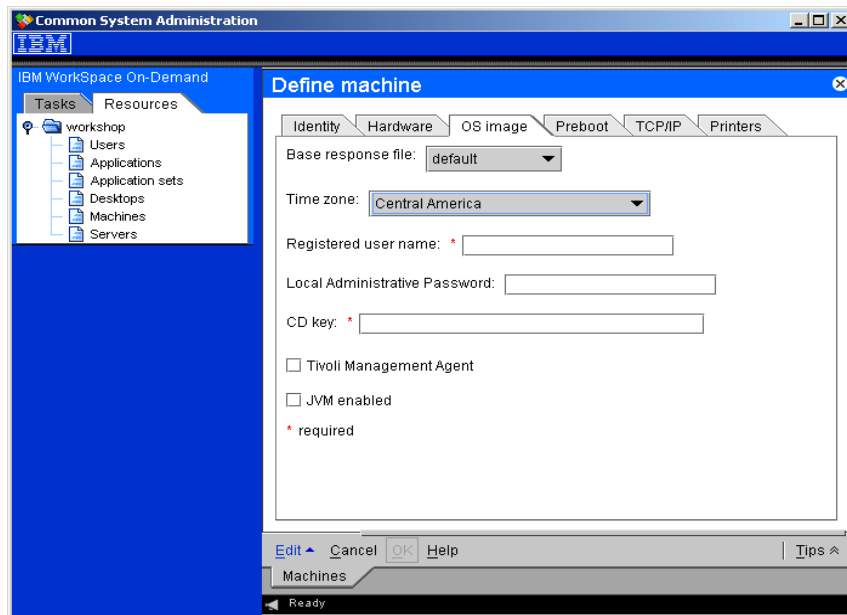 Common System Administration
IBM
IBM WorkSpace On-Demand
Tasks Resources
workshop
Users
Applications
Application sets
Desktops
Machines
Servers
Define machine
Identity Hardware OS image Preboot TCP/IP Printers
Base response file: default
Time zone: Central America
Registered user name: *
Local Administrative Password:
CD key: *
Tivoli Management Agent
JVM enabled
* required
Edit Cancel OK Help Tips
Machines
Ready